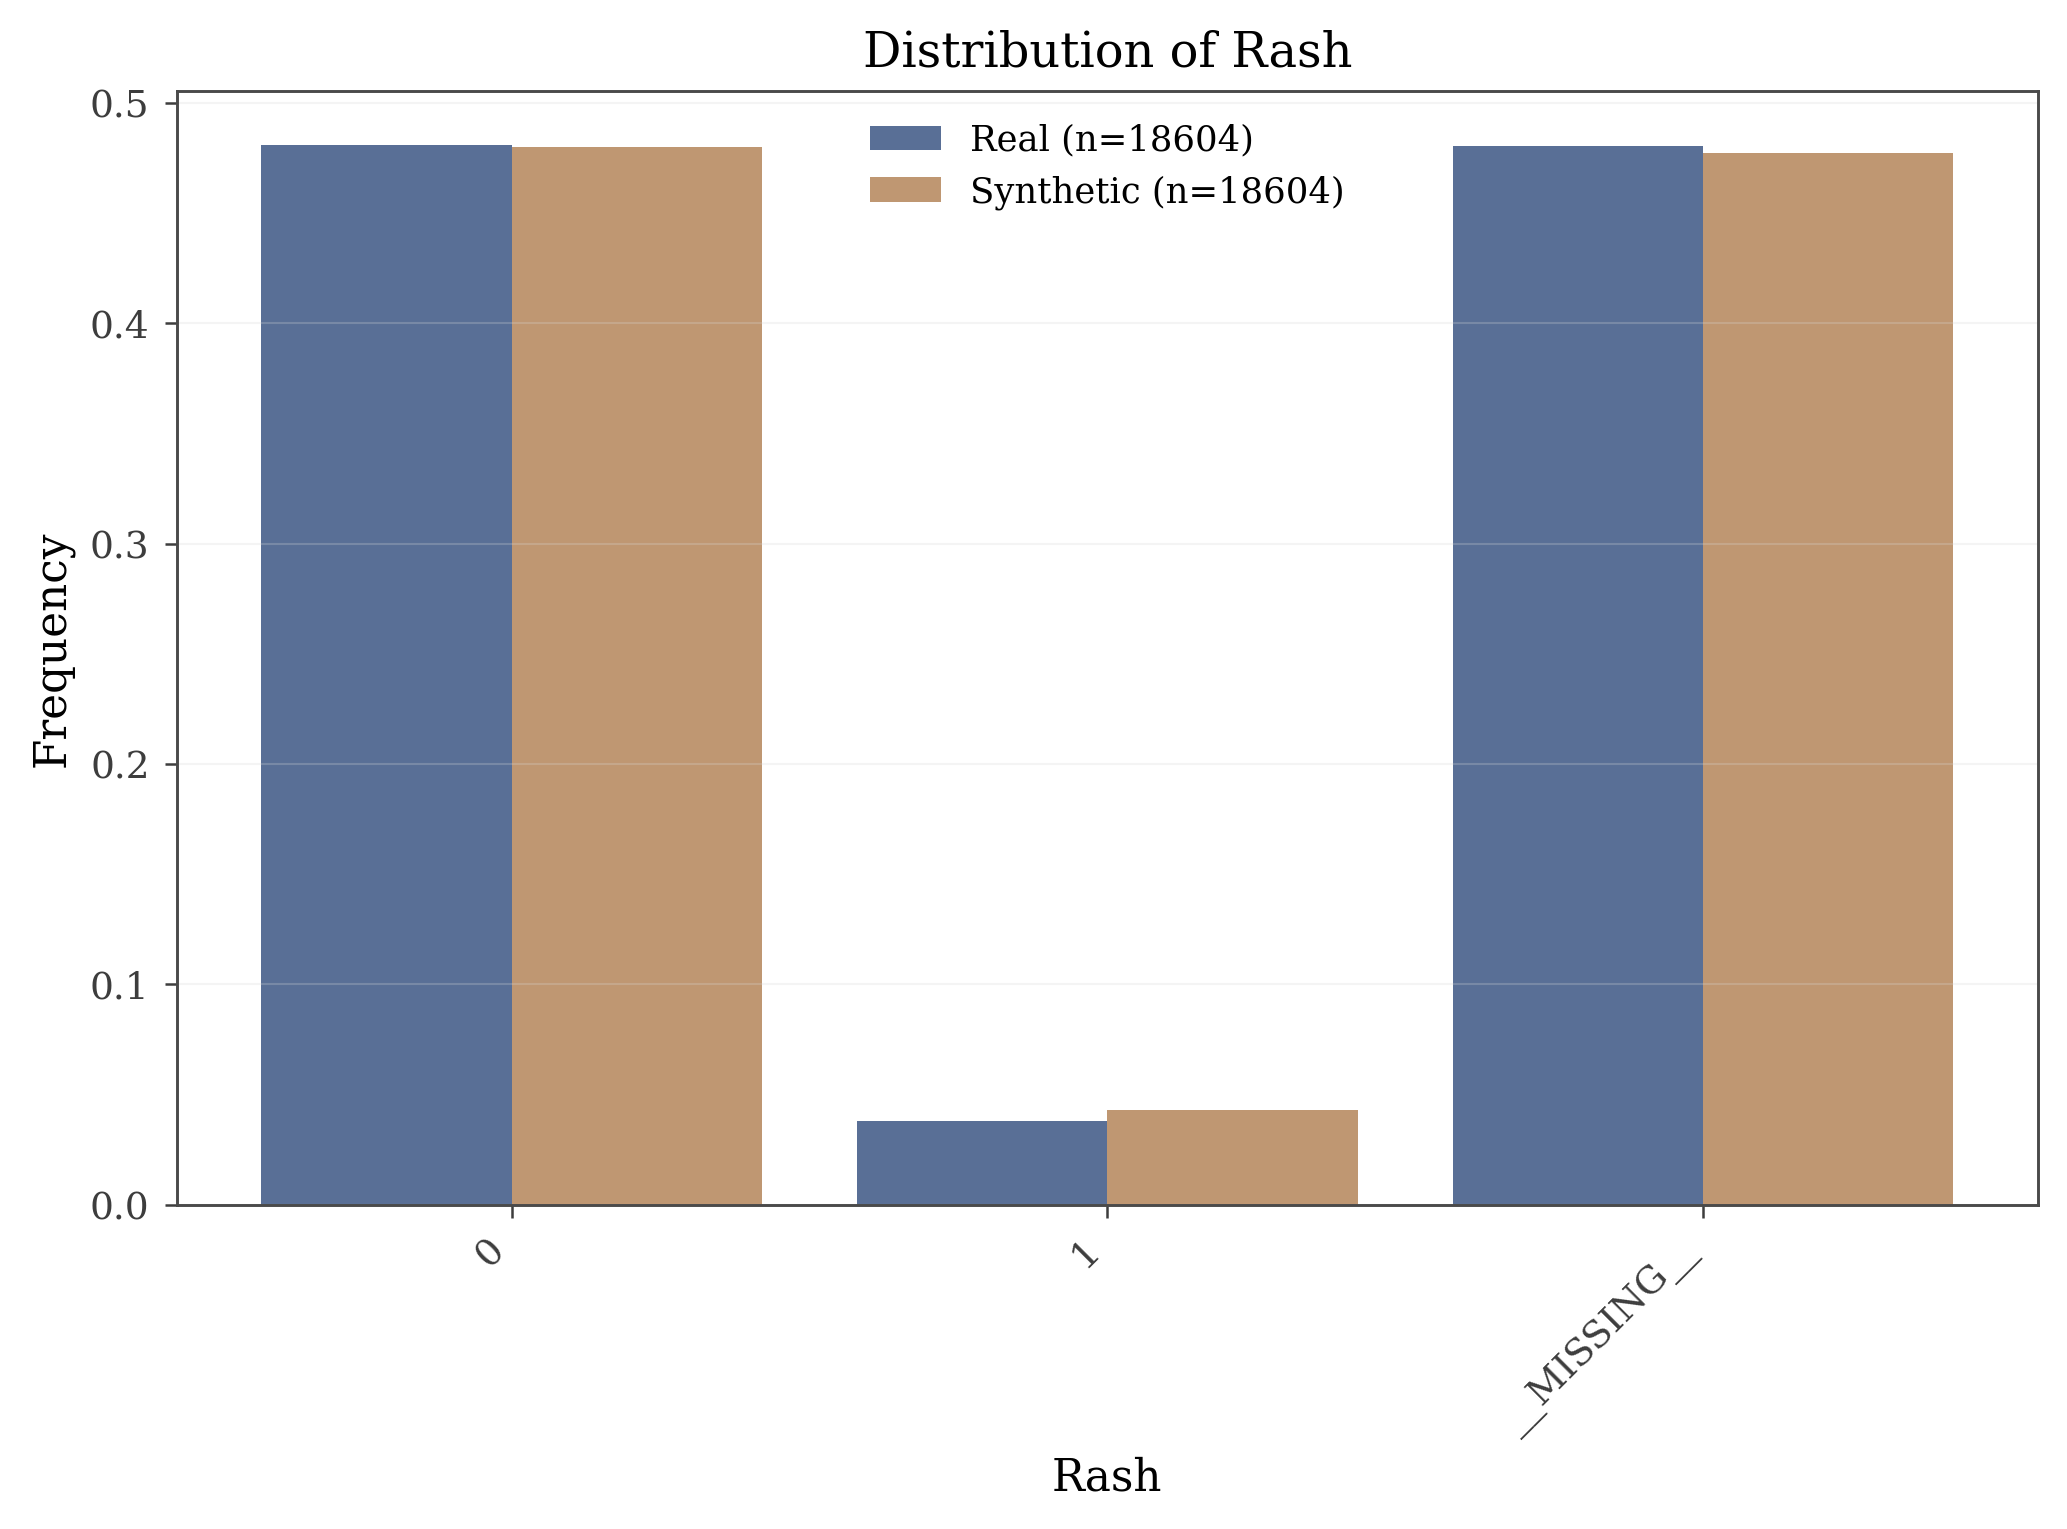 Distribution of Rash
Real (n=18604)
Synthetic (n=18604)
Frequency
0.5
0.4
0.3
0.2
0.1
0.0
0
1
__MISSING__
Rash